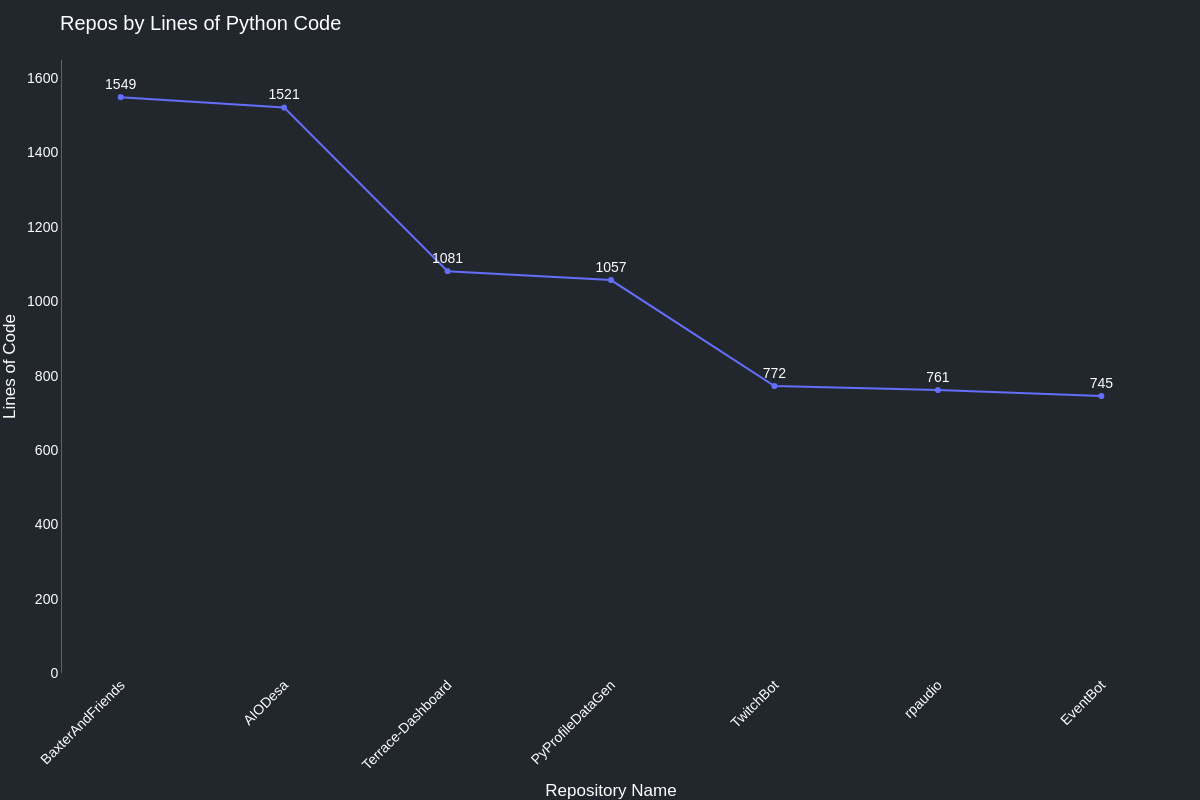 Repos by Lines of Python Code
1600
1400
1200
1000
800
600
400
200
0
Lines of Code
1549
1521
1081
1057
772
761
745
BaxterAndFriends
AIODesa
Terrace-Dashboard
PyProfileDataGen
TwitchBot
rpaudio
EventBot
Repository Name